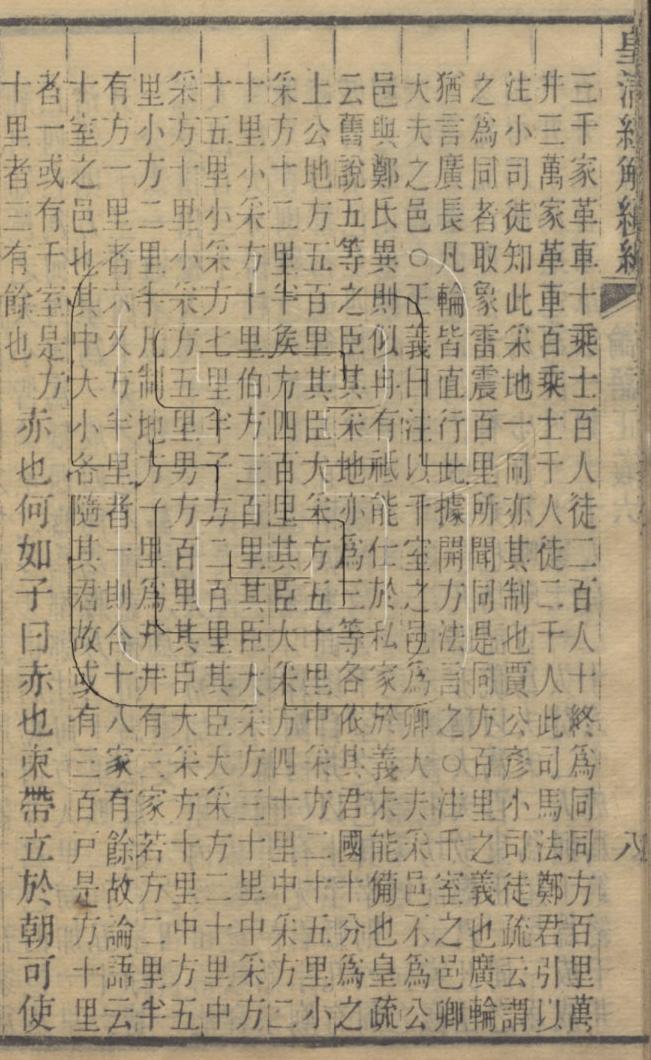 皇清經解續編
八
三千家革車十乘士百人徒二百人十終爲同同方百里萬
井三萬家革車百乘士千人徒二千人此司馬法鄭君引以
注小司徒知此采地一同亦其制也賈公彥小司徒疏云謂
之爲同者取象雷震百里所聞同是同方百里之義也廣輪
猶言廣長凡輪皆直行此據開方法言之○注千室之邑卿
大夫之邑○正義曰注以千室之邑爲卿大夫采邑不爲公
邑與鄭氏異則似冉有祗能仕於私家於義未能備也皇疏
云舊說五等之臣其采地亦爲三等各依其君國十分爲之
上公地方五百里其臣大采方五十里中采方二十五里小
采方十二里半侯方四百里其臣大采方四十里中采方二
十里小采方十里伯方三百里其臣大采方三十里中采方
十五里小采方七里半子方二百里其臣大采方二十里中
采方十里小采方五里男方百里其臣大采方十里中方五
里小方二里半凡制地方一里爲井井有三家若方二里半
有方一里者六又方半里者一則合十八家有餘故論語云
十室之邑也其中大小各隨其君故或有三百戸是方十里
者一或有千室是方
十里者三有餘也
赤也何如子曰赤也束帶立於朝可使